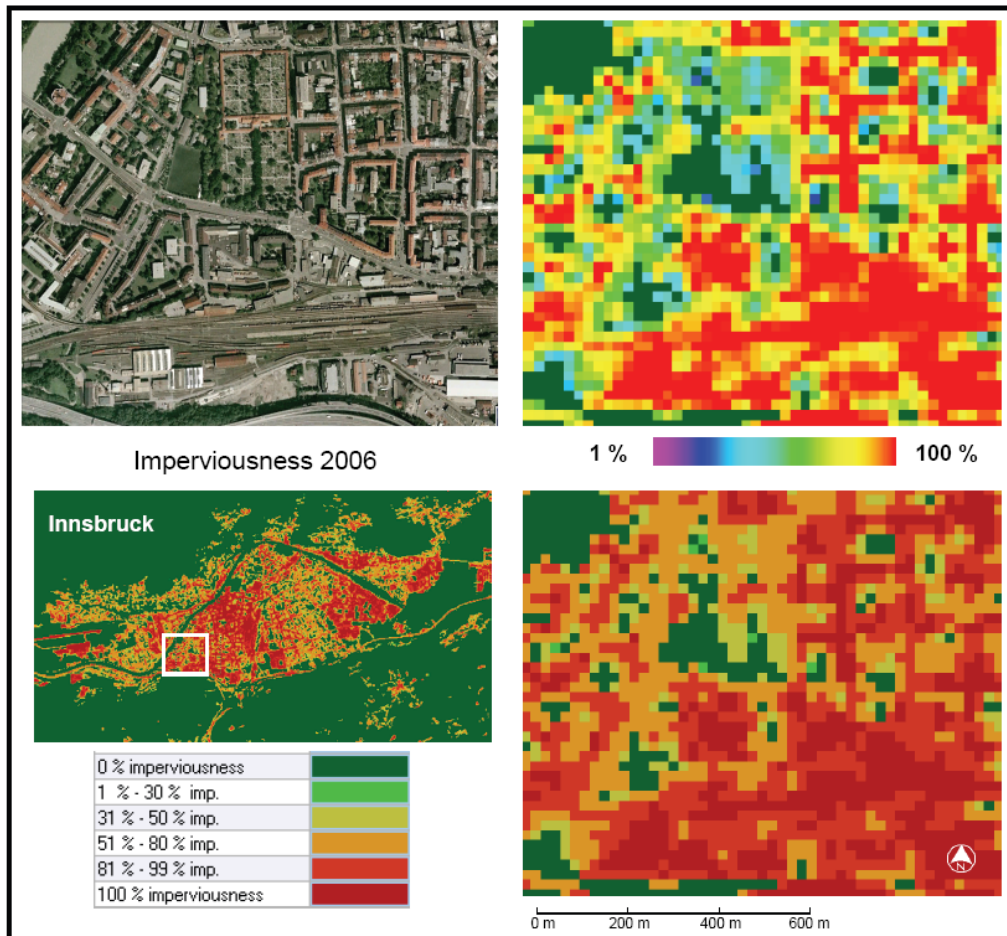 1 % 100 %
Imperviousness 2006
Innsbruck
0 % imperviousness
1 % - 30 % imp.
31 % - 50 % imp.
51 % - 80 % imp.
81 % - 99 % imp.
100 % imperviousness
N
0 m 200 m 400 m 600 m